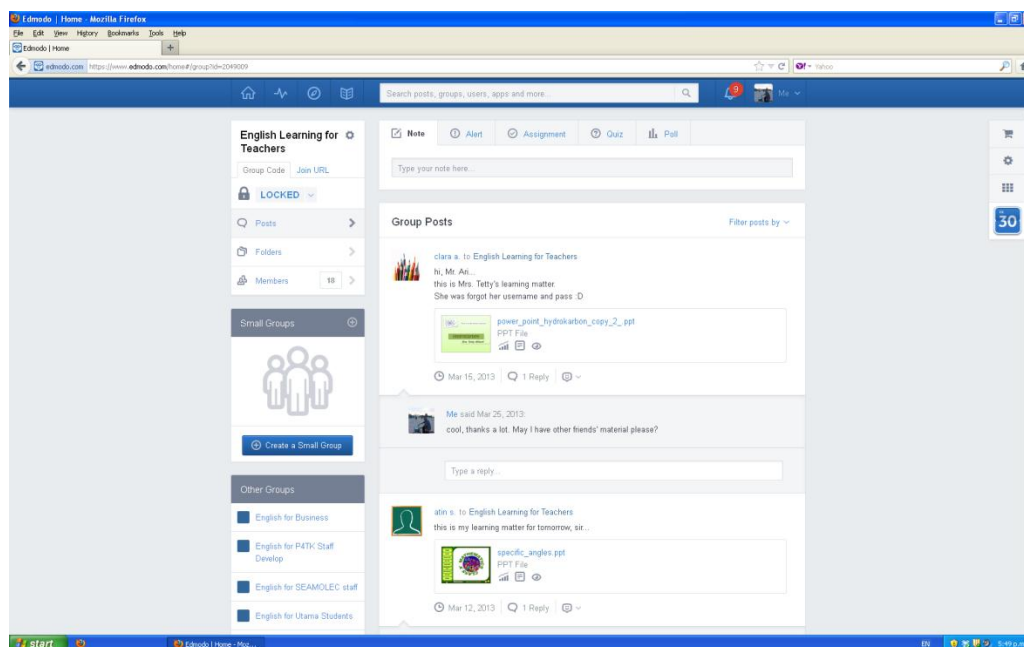 Edmodo | Home - Mozilla Firefox
File Edit View History Bookmarks Tools Help
Edmodo | Home
edmodo.com https://www.edmodo.com/home#/group?id=2049009
Yahoo
Search posts, groups, users, apps and more...
9
Me
English Learning for Teachers
Group Code Join URL
LOCKED
Posts
Folders
Members 18
Small Groups
Create a Small Group
Other Groups
English for Business
English for P4TK Staff
Develop
English for SEAMOLEC staff
English for Utama Students
Note Alert Assignment Quiz Poll
Type your note here...
Group Posts Filter posts by
clara a. to English Learning for Teachers
hi, Mr. Ari...
this is Mrs. Tetty's learning matter.
She was forgot her username and pass :D
power_point_hydrokarbon_copy_2_.ppt
PPT File
Mar 15, 2013 1 Reply
Me said Mar 25, 2013:
cool, thanks a lot. May I have other friends' material please?
Type a reply...
atin s. to English Learning for Teachers
this is my learning matter for tomorrow, sir...
specific_angles.ppt
PPT File
Mar 12, 2013 1 Reply
30
start
Edmodo | Home - Moz...
EN
5:49 p.m